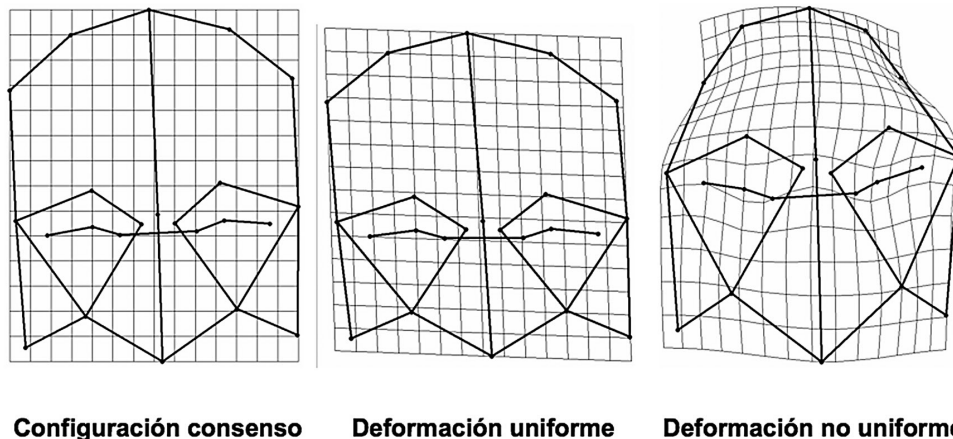 Configuración consenso
Deformación uniforme
Deformación no uniforme